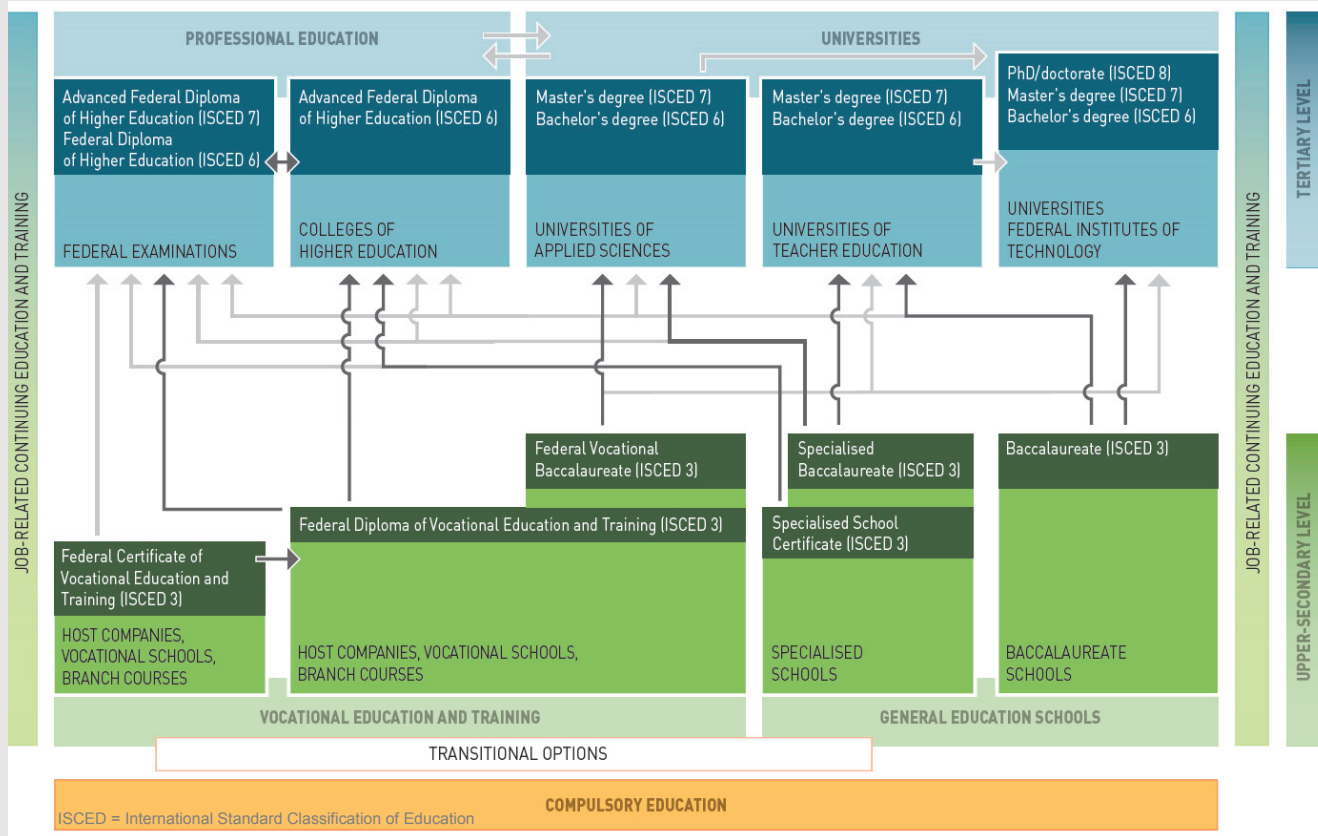 JOB-RELATED CONTINUING EDUCATION AND TRAINING
PROFESSIONAL EDUCATION
UNIVERSITIES
Advanced Federal Diploma
of Higher Education (ISCED 7)
Federal Diploma
of Higher Education (ISCED 6)
FEDERAL EXAMINATIONS
Advanced Federal Diploma
of Higher Education (ISCED 6)
COLLEGES OF
HIGHER EDUCATION
Master's degree (ISCED 7)
Bachelor's degree (ISCED 6)
UNIVERSITIES OF
APPLIED SCIENCES
Master's degree (ISCED 7)
Bachelor's degree (ISCED 6)
UNIVERSITIES OF
TEACHER EDUCATION
PhD/doctorate (ISCED 8)
Master's degree (ISCED 7)
Bachelor's degree (ISCED 6)
UNIVERSITIES
FEDERAL INSTITUTES OF
TECHNOLOGY
JOB-RELATED CONTINUING EDUCATION AND TRAINING
TERTIARY LEVEL
Federal Certificate of
Vocational Education and
Training (ISCED 3)
HOST COMPANIES,
VOCATIONAL SCHOOLS,
BRANCH COURSES
Federal Vocational
Baccalaureate (ISCED 3)
Federal Diploma of Vocational Education and Training (ISCED 3)
HOST COMPANIES, VOCATIONAL SCHOOLS,
BRANCH COURSES
Specialised
Baccalaureate (ISCED 3)
Specialised School
Certificate (ISCED 3)
SPECIALISED
SCHOOLS
Baccalaureate (ISCED 3)
BACCALAUREATE
SCHOOLS
UPPER-SECONDARY LEVEL
VOCATIONAL EDUCATION AND TRAINING
GENERAL EDUCATION SCHOOLS
TRANSITIONAL OPTIONS
COMPULSORY EDUCATION
ISCED = International Standard Classification of Education